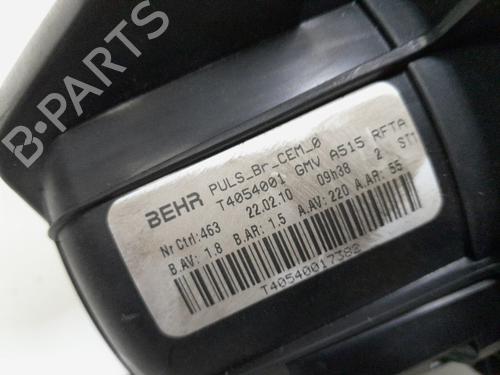 B-PARTS
BEHR PULS_Br_CEM_0
T4054001 GMV A515 RFTA
Nr Ctrl:463 22.02.10 09h38 2 ST1
B.AV: 1.8 B.AR: 1.5 A.AV: 220 A.AR: 55
T40540017382